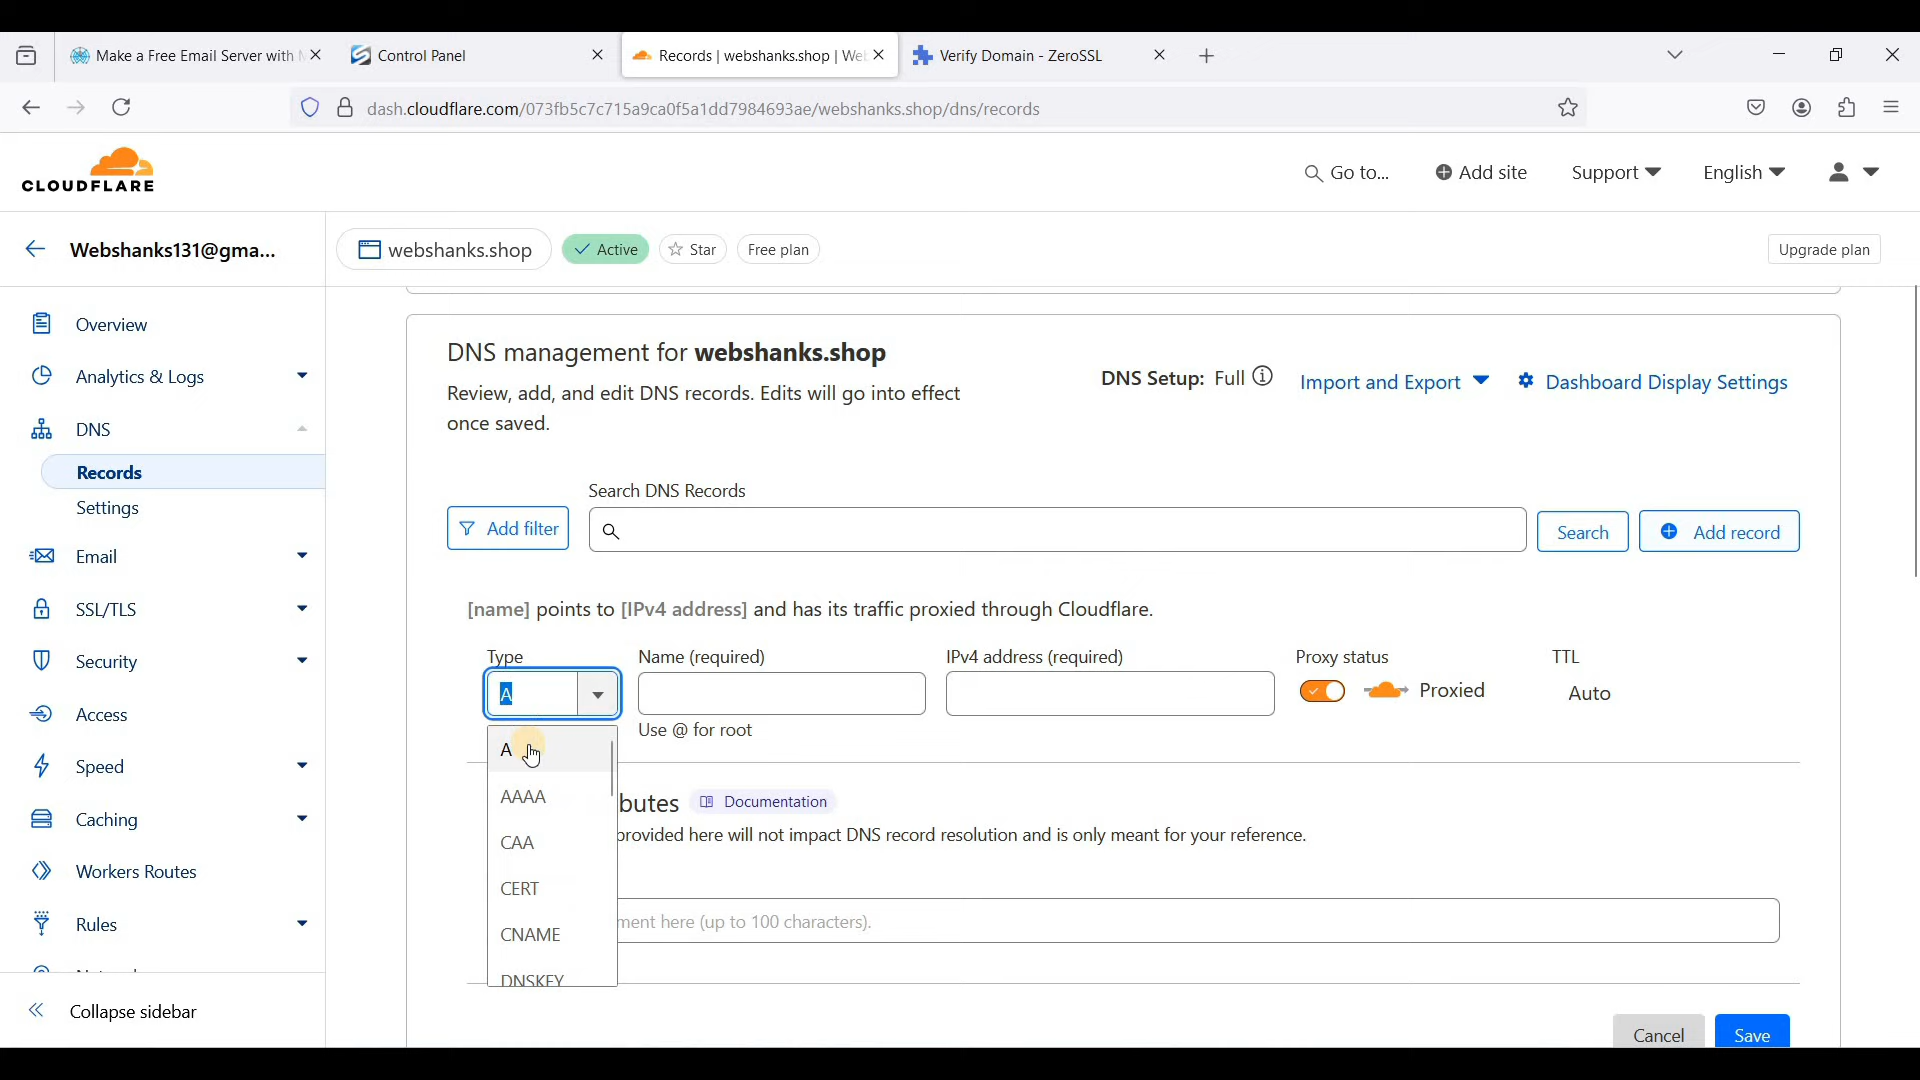 Make a Free Email Server with
Control Panel
Records | webshanks.shop | We
Verify Domain - ZeroSSL
dash.cloudflare.com/073fb5c7c715a9ca0f5a1dd7984693ae/webshanks.shop/dns/records
CLOUDFLARE
Go to...
Add site
Support
English
Webshanks131@gma...
webshanks.shop
Active
Star
Free plan
Upgrade plan
Overview
Analytics & Logs
DNS
Records
Settings
Email
SSL/TLS
Security
Access
Speed
Caching
Workers Routes
Rules
Collapse sidebar
DNS management for webshanks.shop
Review, add, and edit DNS records. Edits will go into effect
once saved.
DNS Setup: Full
Import and Export
Dashboard Display Settings
Search DNS Records
Add filter
Search
Add record
[name] points to [IPv4 address] and has its traffic proxied through Cloudflare.
Type
Name (required)
IPv4 address (required)
Proxy status
TTL
A
Proxied
Auto
Use @ for root
A
AAAA
CAA
CERT
CNAME
DNSKEY
butes
Documentation
provided here will not impact DNS record resolution and is only meant for your reference.
ment here (up to 100 characters).
Cancel
Save